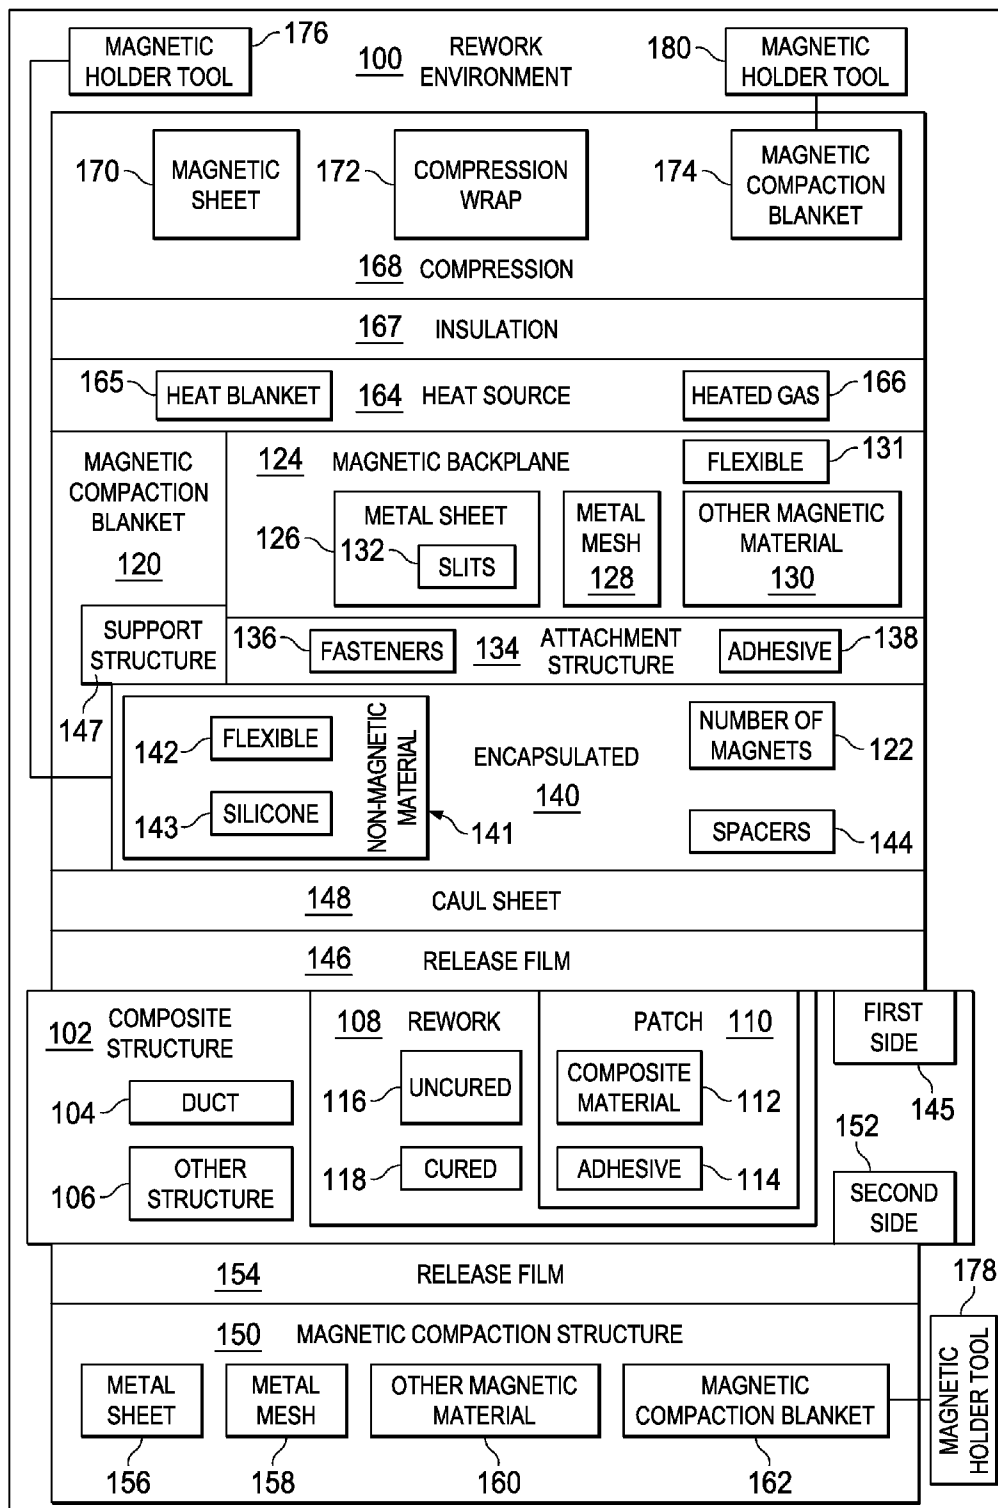 MAGNETIC
HOLDER TOOL
176
100 REWORK
ENVIRONMENT
180
MAGNETIC
HOLDER TOOL
170
MAGNETIC
SHEET
172
COMPRESSION
WRAP
174
MAGNETIC
COMPACTION
BLANKET
168 COMPRESSION
167 INSULATION
165
HEAT BLANKET
164 HEAT SOURCE
HEATED GAS
166
MAGNETIC
COMPACTION
BLANKET
120
124 MAGNETIC BACKPLANE
FLEXIBLE
131
METAL SHEET
126
132
SLITS
METAL
MESH
128
OTHER MAGNETIC
MATERIAL
130
SUPPORT
STRUCTURE
147
136
FASTENERS
134 ATTACHMENT
STRUCTURE
ADHESIVE
138
142
FLEXIBLE
143
SILICONE
NON-MAGNETIC
MATERIAL
141
ENCAPSULATED
140
NUMBER OF
MAGNETS
122
SPACERS
144
148 CAUL SHEET
146 RELEASE FILM
102 COMPOSITE
STRUCTURE
104
DUCT
106
OTHER
STRUCTURE
108 REWORK
116
UNCURED
118
CURED
PATCH 110
COMPOSITE
MATERIAL
112
ADHESIVE
114
FIRST
SIDE
145
152
SECOND
SIDE
154 RELEASE FILM
150 MAGNETIC COMPACTION STRUCTURE
METAL
SHEET
156
METAL
MESH
158
OTHER MAGNETIC
MATERIAL
160
MAGNETIC
COMPACTION BLANKET
162
178
MAGNETIC
HOLDER TOOL